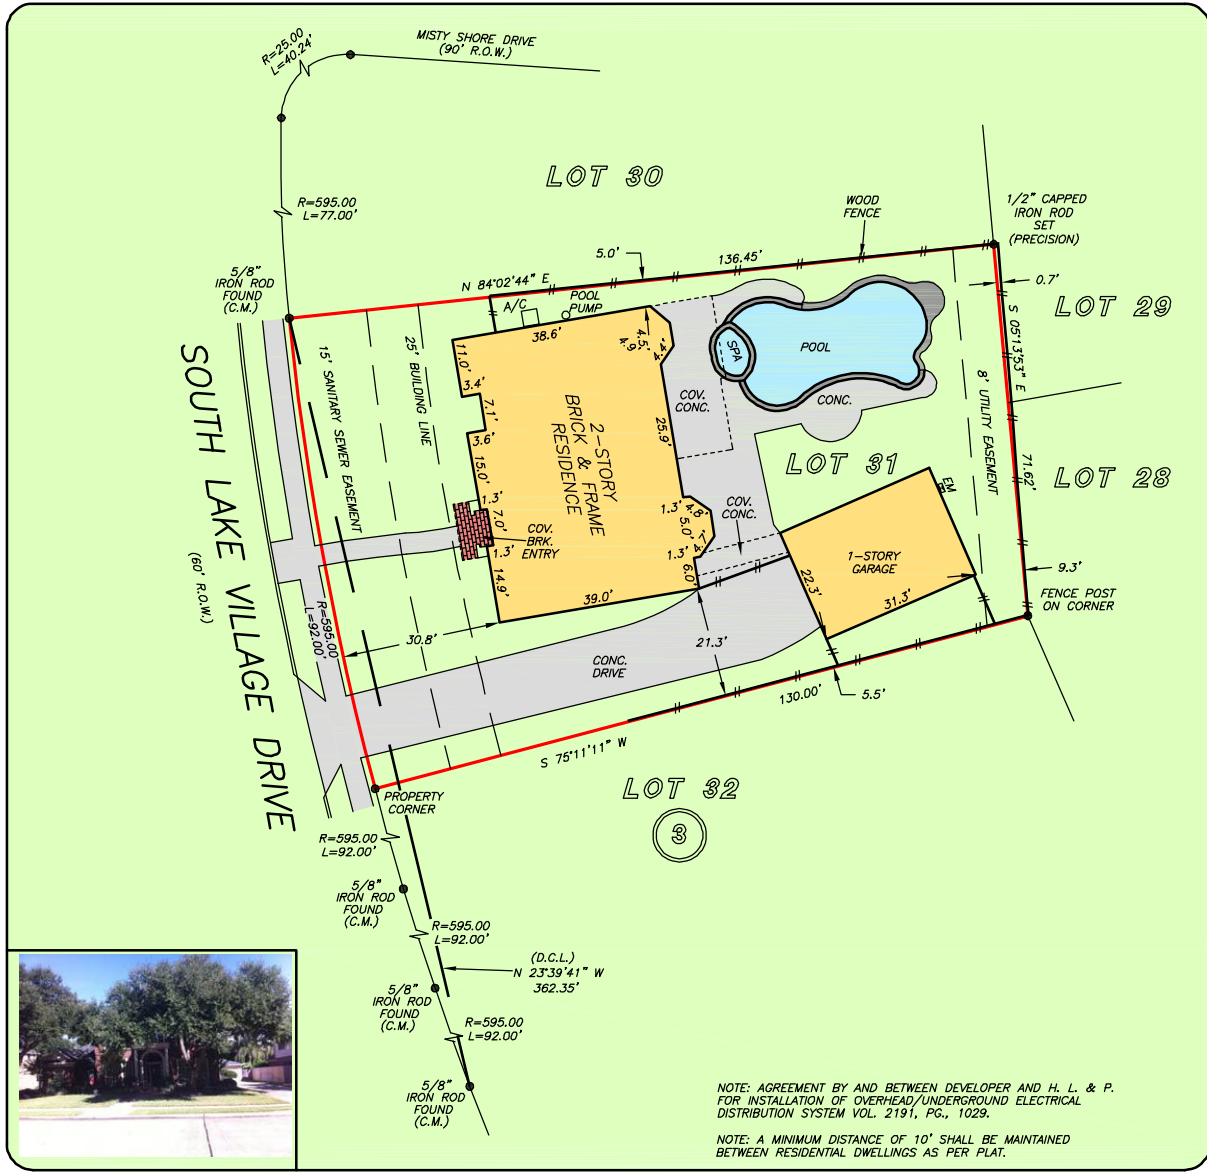 R=25.00
L=40.24'
MISTY SHORE DRIVE
(90' R.O.W.)
LOT 30
R=595.00
L=77.00'
WOOD
FENCE
1/2" CAPPED
IRON ROD
SET
(PRECISION)
5/8"
IRON ROD
FOUND
(C.M.)
5.0'
136.45'
N 84°02'44" E
0.7'
S 05°13'53" E
LOT 29
A/C
POOL
PUMP
38.6'
4.5'
4.9
4.4'
11.0'
3.4'
7.1'
3.6'
15.0'
1.3'
7.0'
1.3'
14.9'
SPA
POOL
CONC.
COV.
CONC.
25.9'
15' SANITARY SEWER EASEMENT
25' BUILDING LINE
2-STORY
BRICK & FRAME
RESIDENCE
8' UTILITY EASEMENT
LOT 31
71.62'
LOT 28
SOUTH LAKE VILLAGE DRIVE
(60' R.O.W.)
COV.
BRK.
ENTRY
1.3'
4.8'
5.0'
4.7'
1.3'
6.0'
COV.
CONC.
EM
1-STORY
GARAGE
22.3'
31.3'
9.3'
FENCE POST
ON CORNER
39.0'
30.8'
R=595.00
L=92.00'
21.3'
CONC.
DRIVE
130.00'
5.5'
S 75°11'11" W
LOT 32
3
PROPERTY
CORNER
R=595.00
L=92.00'
5/8"
IRON ROD
FOUND
(C.M.)
R=595.00
L=92.00'
(D.C.L.)
N 23°39'41" W
362.35'
5/8"
IRON ROD
FOUND
(C.M.)
R=595.00
L=92.00'
5/8"
IRON ROD
FOUND
(C.M.)
NOTE: AGREEMENT BY AND BETWEEN DEVELOPER AND H. L. & P.
FOR INSTALLATION OF OVERHEAD/UNDERGROUND ELECTRICAL
DISTRIBUTION SYSTEM VOL. 2191, PG., 1029.
NOTE: A MINIMUM DISTANCE OF 10' SHALL BE MAINTAINED
BETWEEN RESIDENTIAL DWELLINGS AS PER PLAT.